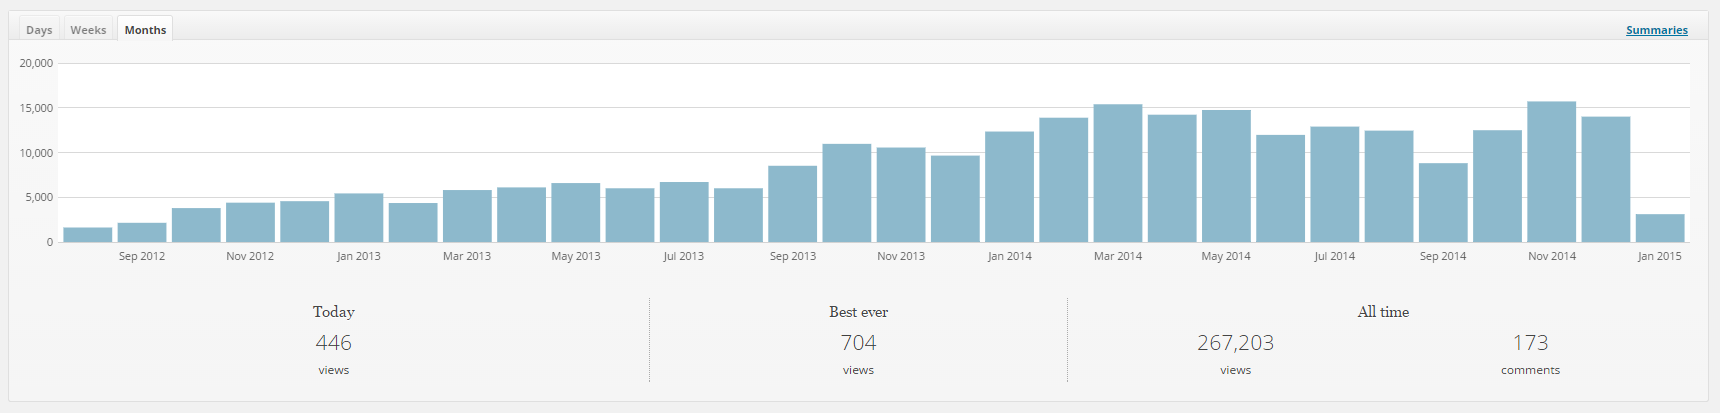 Days Weeks Months Summaries
20,000
15,000
10,000
5,000
0
Sep 2012 Nov 2012 Jan 2013 Mar 2013 May 2013 Jul 2013 Sep 2013 Nov 2013 Jan 2014 Mar 2014 May 2014 Jul 2014 Sep 2014 Nov 2014 Jan 2015
Today Best ever All time
446 704 267,203 173
views views views comments